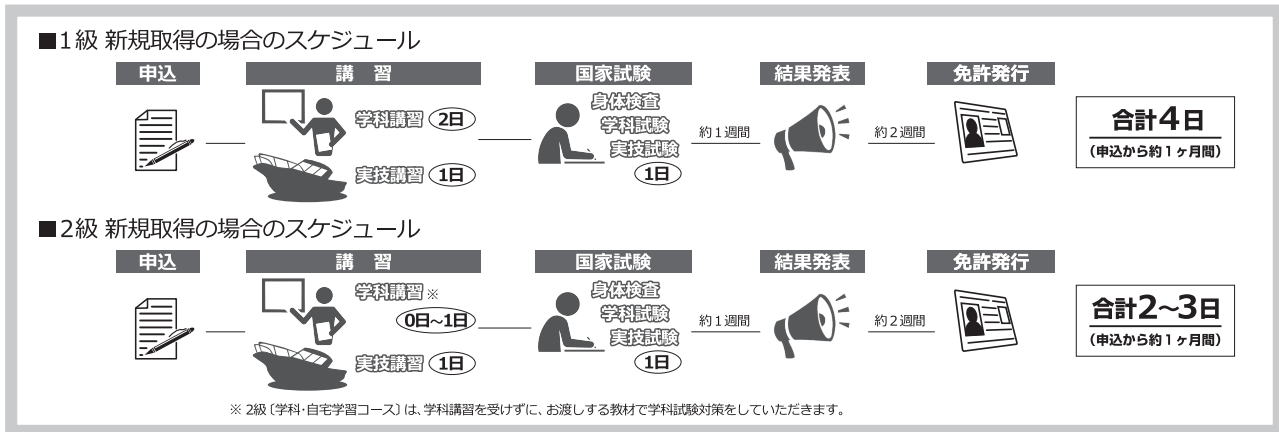 ■1級 新規取得の場合のスケジュール
申込
講 習
国家試験
結果発表
免許発行
学科講習 2日
実技講習 1日
身体検査
学科試験
実技試験
1日
約1週間
約2週間
合計4日
(申込から約1ヶ月間)
■2級 新規取得の場合のスケジュール
申込
講 習
国家試験
結果発表
免許発行
学科講習※
0日~1日
実技講習 1日
身体検査
学科試験
実技試験
1日
約1週間
約2週間
合計2~3日
(申込から約1ヶ月間)
※ 2級〔学科・自宅学習コース〕は、学科講習を受けずに、お渡しする教材で学科試験対策をしていただきます。